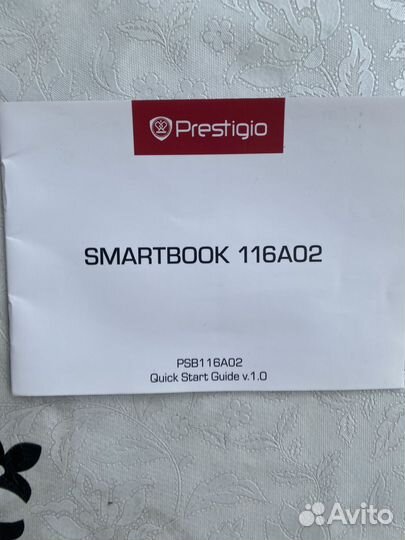 Prestigio
SMARTBOOK 116A02
PSB116A02
Quick Start Guide v.1.0
Avito